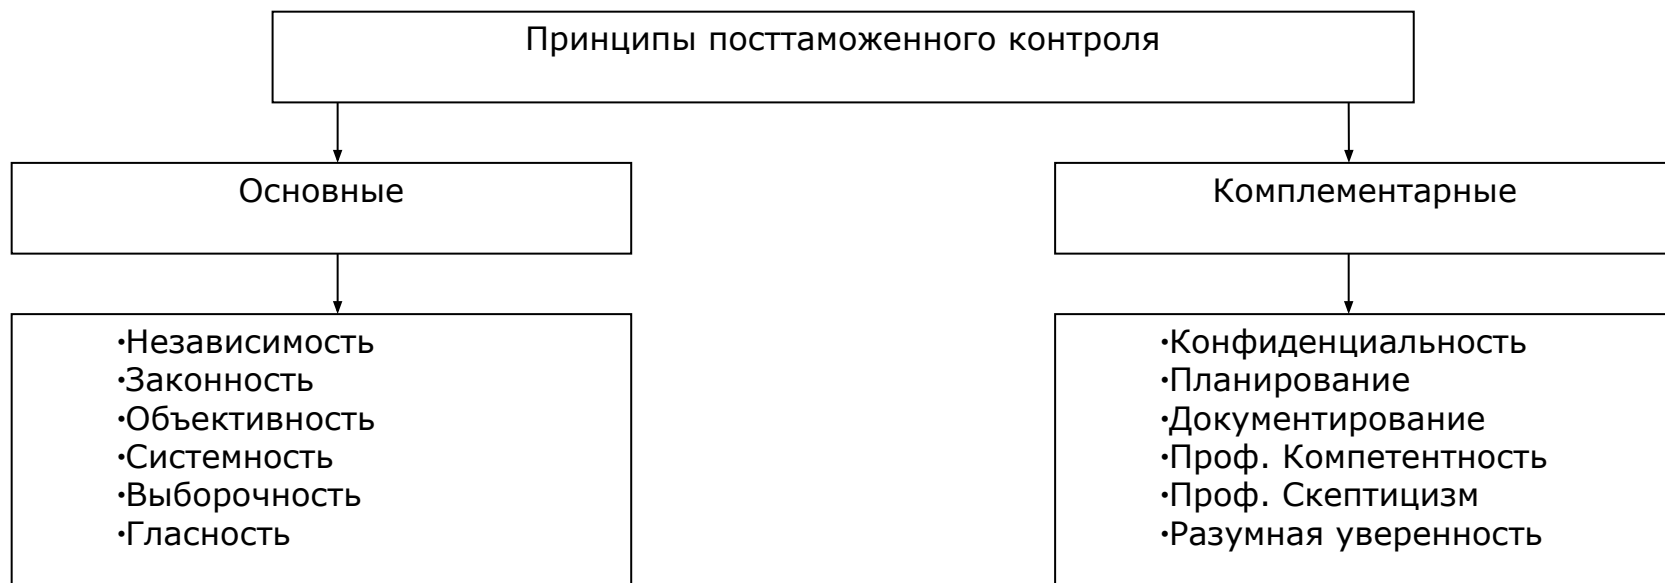 Принципы посттаможенного контроля
Основные
Комплементарные
·Независимость
·Законность
·Объективность
·Системность
·Выборочность
·Гласность
·Конфиденциальность
·Планирование
·Документирование
·Проф. Компетентность
·Проф. Скептицизм
·Разумная уверенность